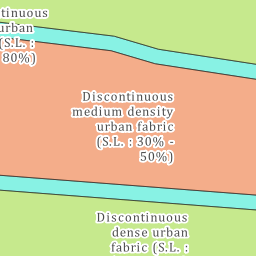 ntinuous
urban
(S.L. :
80%)
Discontinuous
medium density
urban fabric
(S.L. : 30% -
50%)
Discontinuous
dense urban
fabric (S.L. :